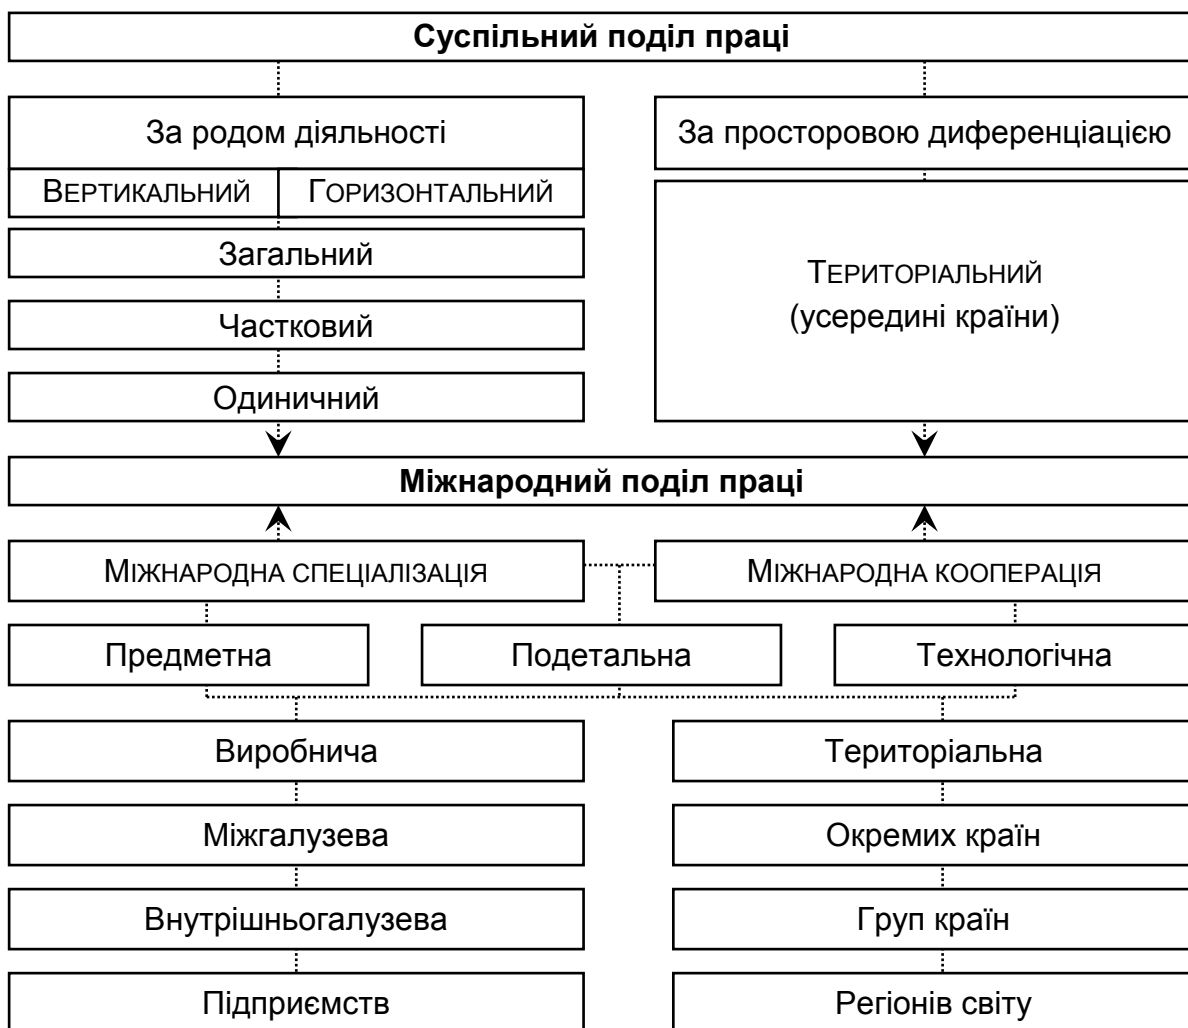 Суспільний поділ праці
За родом діяльності
За просторовою диференціацією
ВЕРТИКАЛЬНИЙ
ГОРИЗОНТАЛЬНИЙ
Загальний
ТЕРИТОРІАЛЬНИЙ
(усередині країни)
Частковий
Одиничний
Міжнародний поділ праці
МІЖНАРОДНА СПЕЦІАЛІЗАЦІЯ
МІЖНАРОДНА КООПЕРАЦІЯ
Предметна
Подетальна
Технологічна
Виробнича
Територіальна
Міжгалузева
Окремих країн
Внутрішньогалузева
Груп країн
Підприємств
Регіонів світу